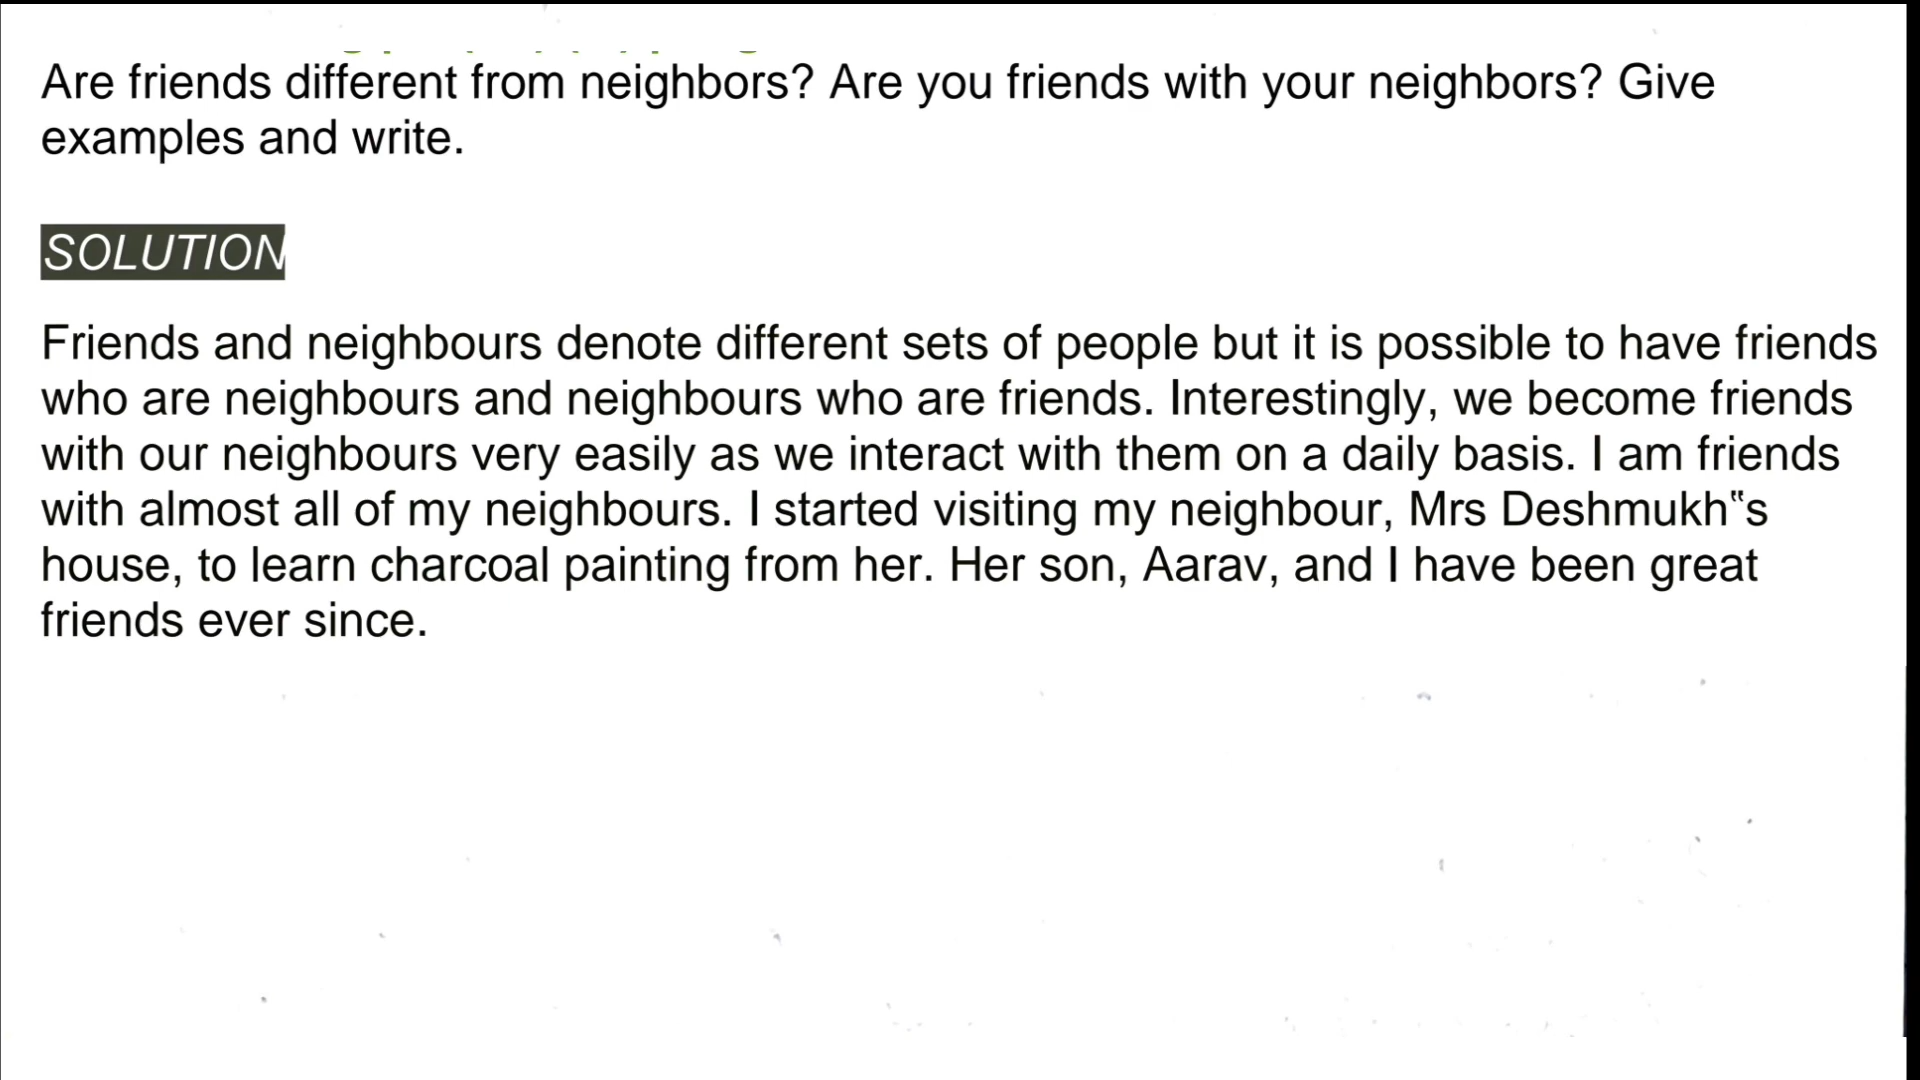 Are friends different from neighbors? Are you friends with your neighbors? Give
examples and write.
SOLUTION
Friends and neighbours denote different sets of people but it is possible to have friends
who are neighbours and neighbours who are friends. Interestingly, we become friends
with our neighbours very easily as we interact with them on a daily basis. I am friends
with almost all of my neighbours. I started visiting my neighbour, Mrs Deshmukh‟s
house, to learn charcoal painting from her. Her son, Aarav, and I have been great
friends ever since.